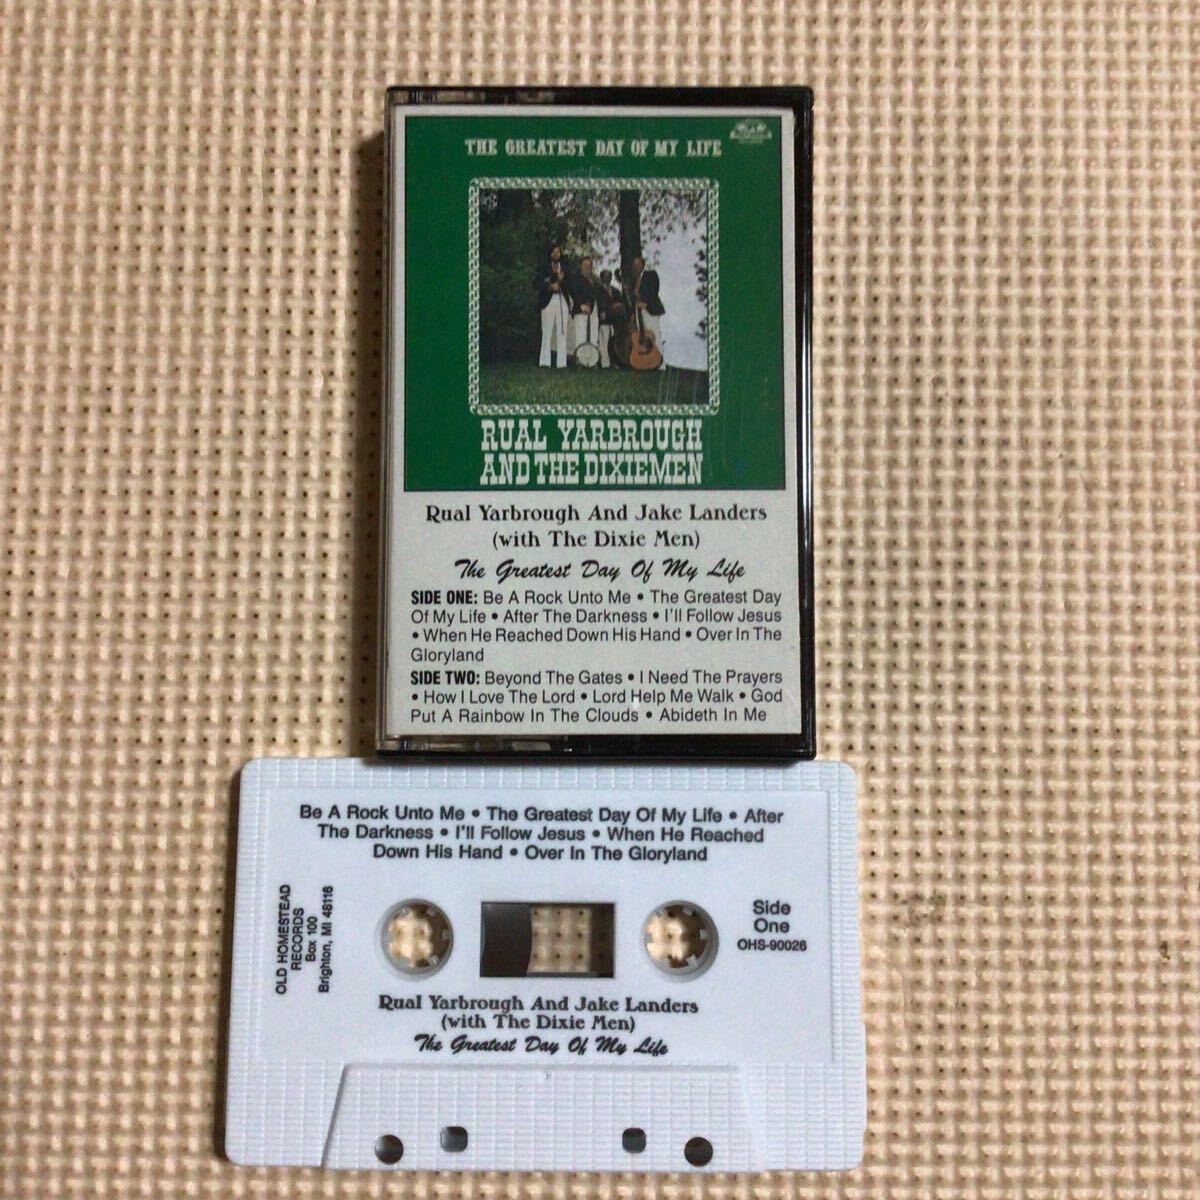 THE GREATEST DAY OF MY LIFE
RUAL YARBROUGH
AND THE DIXIEMEN
Rual Yarbrough And Jake Landers
(with The Dixie Men)
The Greatest Day Of My Life
SIDE ONE: Be A Rock Unto Me • The Greatest Day
Of My Life • After The Darkness • I'll Follow Jesus
• When He Reached Down His Hand • Over In The
Gloryland
SIDE TWO: Beyond The Gates • I Need The Prayers
• How I Love The Lord • Lord Help Me Walk • God
Put A Rainbow In The Clouds • Abideth In Me
Be A Rock Unto Me • The Greatest Day Of My Life • After
The Darkness • I'll Follow Jesus • When He Reached
Down His Hand • Over In The Gloryland
OLD HOMESTEAD
RECORDS
Box 100
Brighton, MI 48116
Side
One
OHS-90026
Rual Yarbrough And Jake Landers
(with The Dixie Men)
The Greatest Day Of My Life